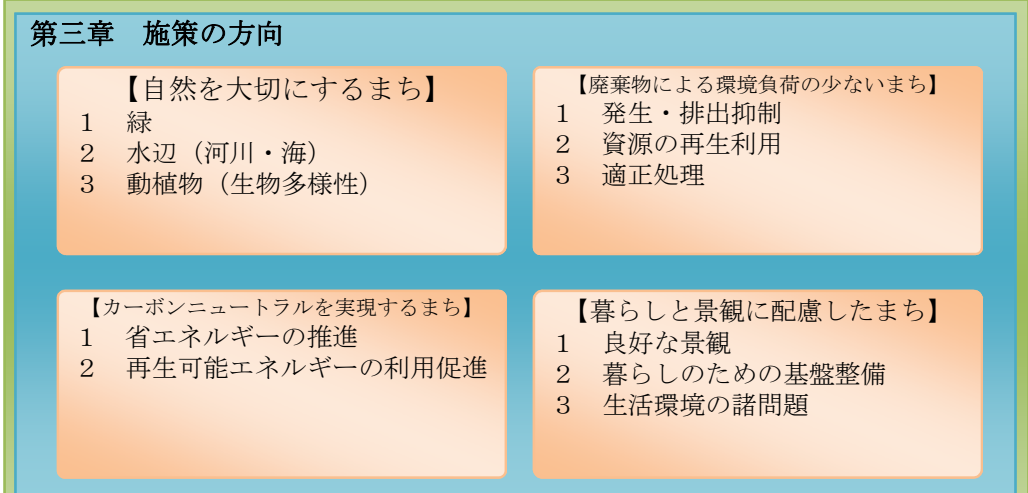 第三章　施策の方向
【自然を大切にするまち】
１　緑
２　水辺（河川・海）
３　動植物（生物多様性）
【廃棄物による環境負荷の少ないまち】
１　発生・排出抑制
２　資源の再生利用
３　適正処理
【カーボンニュートラルを実現するまち】
１　省エネルギーの推進
２　再生可能エネルギーの利用促進
【暮らしと景観に配慮したまち】
１　良好な景観
２　暮らしのための基盤整備
３　生活環境の諸問題